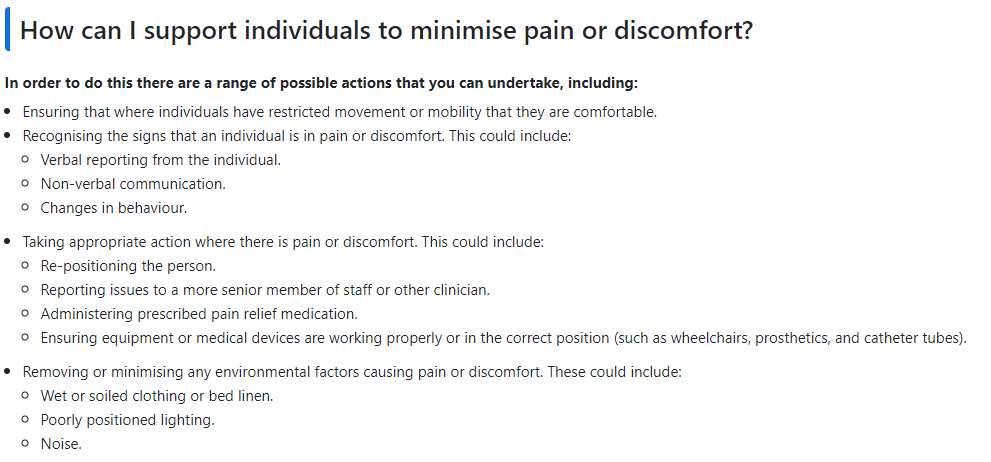 How can I support individuals to minimise pain or discomfort?
In order to do this there are a range of possible actions that you can undertake, including:
Ensuring that where individuals have restricted movement or mobility that they are comfortable.
Recognising the signs that an individual is in pain or discomfort. This could include:
Verbal reporting from the individual.
Non-verbal communication.
Changes in behaviour.
Taking appropriate action where there is pain or discomfort. This could include:
Re-positioning the person.
Reporting issues to a more senior member of staff or other clinician.
Administering prescribed pain relief medication.
Ensuring equipment or medical devices are working properly or in the correct position (such as wheelchairs, prosthetics, and catheter tubes).
Removing or minimising any environmental factors causing pain or discomfort. These could include:
Wet or soiled clothing or bed linen.
Poorly positioned lighting.
Noise.